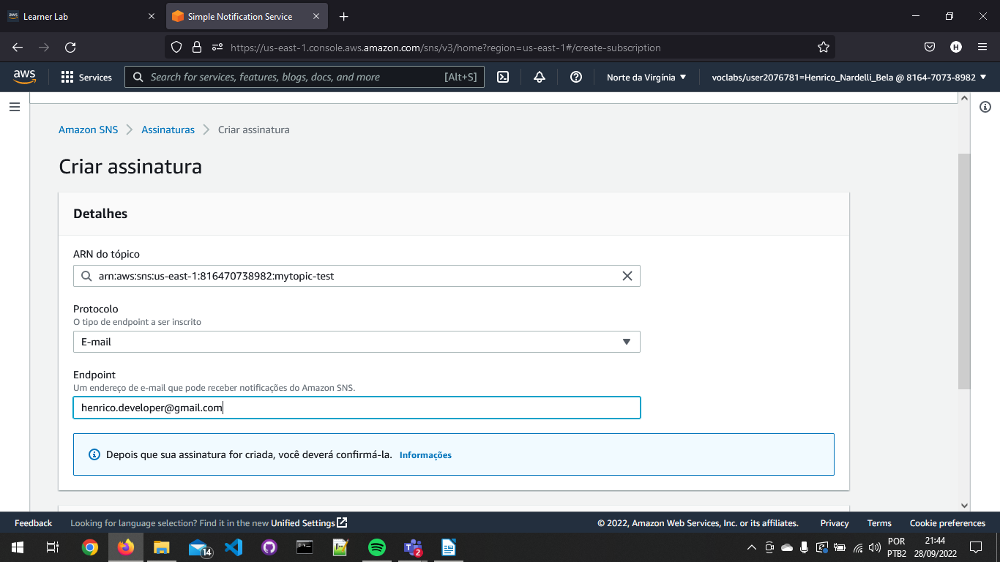 Learner Lab
Simple Notification Service
https://us-east-1.console.aws.amazon.com/sns/v3/home?region=us-east-1#/create-subscription
H
aws
Services
Search for services, features, blogs, docs, and more
[Alt+S]
Norte da Virgínia
voclabs/user2076781=Henrico_Nardelli_Bela @ 8164-7073-8982
Amazon SNS
Assinaturas
Criar assinatura
Criar assinatura
Detalhes
ARN do tópico
arn:aws:sns:us-east-1:816470738982:mytopic-test
Protocolo
O tipo de endpoint a ser inscrito
E-mail
Endpoint
Um endereço de e-mail que pode receber notificações do Amazon SNS.
henrico.developer@gmail.com
Depois que sua assinatura for criada, você deverá confirmá-la. Informações
Feedback
Looking for language selection? Find it in the new Unified Settings
© 2022, Amazon Web Services, Inc. or its affiliates.
Privacy
Terms
Cookie preferences
14
2
POR
PTB2
21:44
28/09/2022